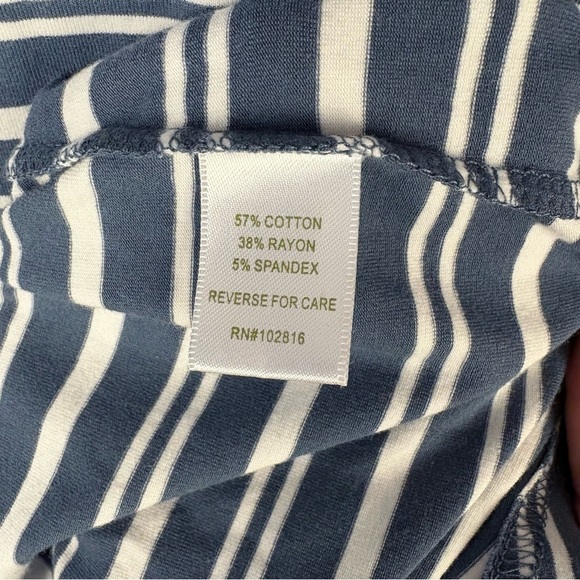 57% COTTON
38% RAYON
5% SPANDEX
REVERSE FOR CARE
RN#102816